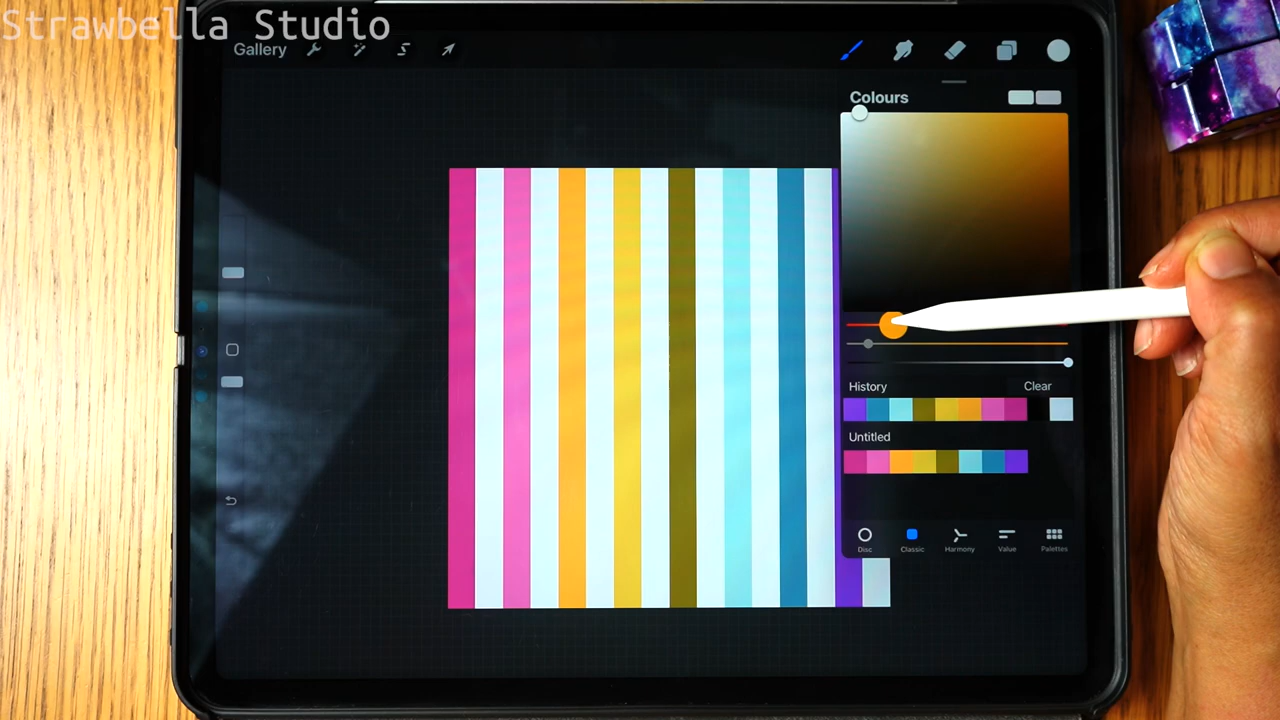 Strawbella Studio
Gallery
Colours
History Clear
Untitled
Disc Classic Harmony Value Palettes